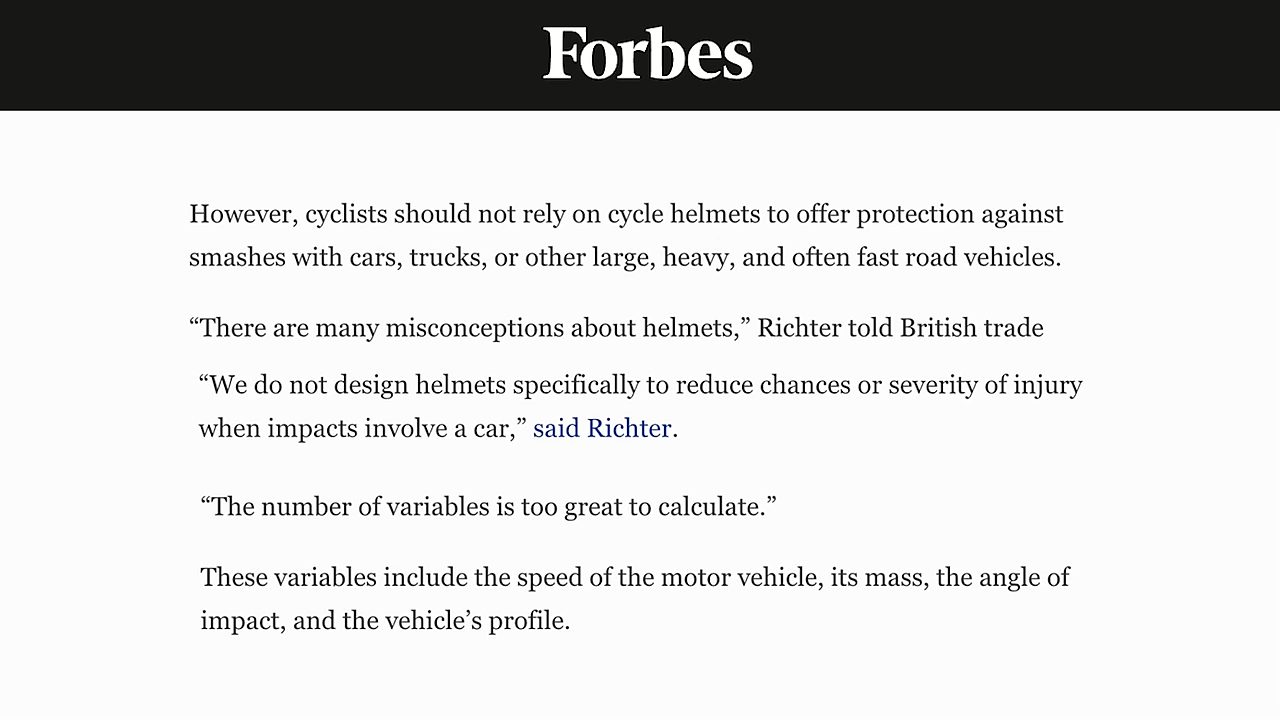 Forbes
However, cyclists should not rely on cycle helmets to offer protection against
smashes with cars, trucks, or other large, heavy, and often fast road vehicles.
“There are many misconceptions about helmets,” Richter told British trade
“We do not design helmets specifically to reduce chances or severity of injury
when impacts involve a car,” said Richter.
“The number of variables is too great to calculate.”
These variables include the speed of the motor vehicle, its mass, the angle of
impact, and the vehicle’s profile.